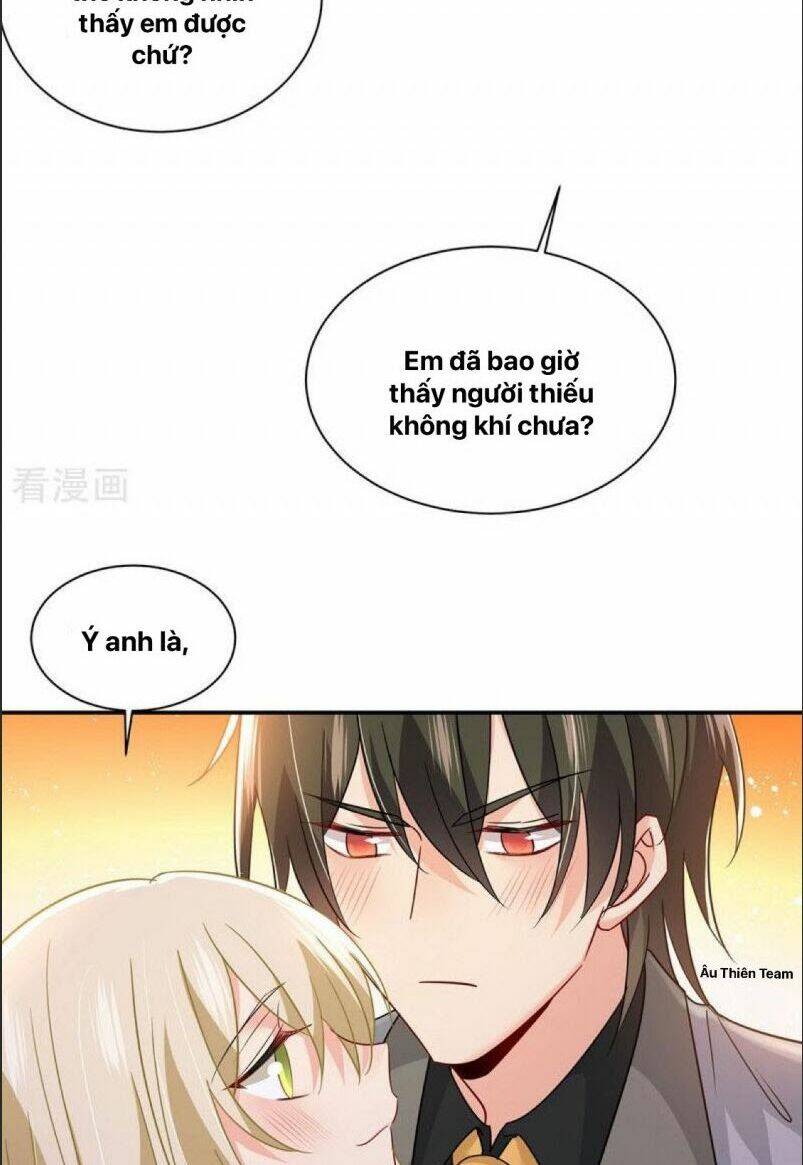 thấy em được
chứ?
Em đã bao giờ
thấy người thiếu
không khí chưa?
看漫画
Ý anh là,
Âu Thiên Team